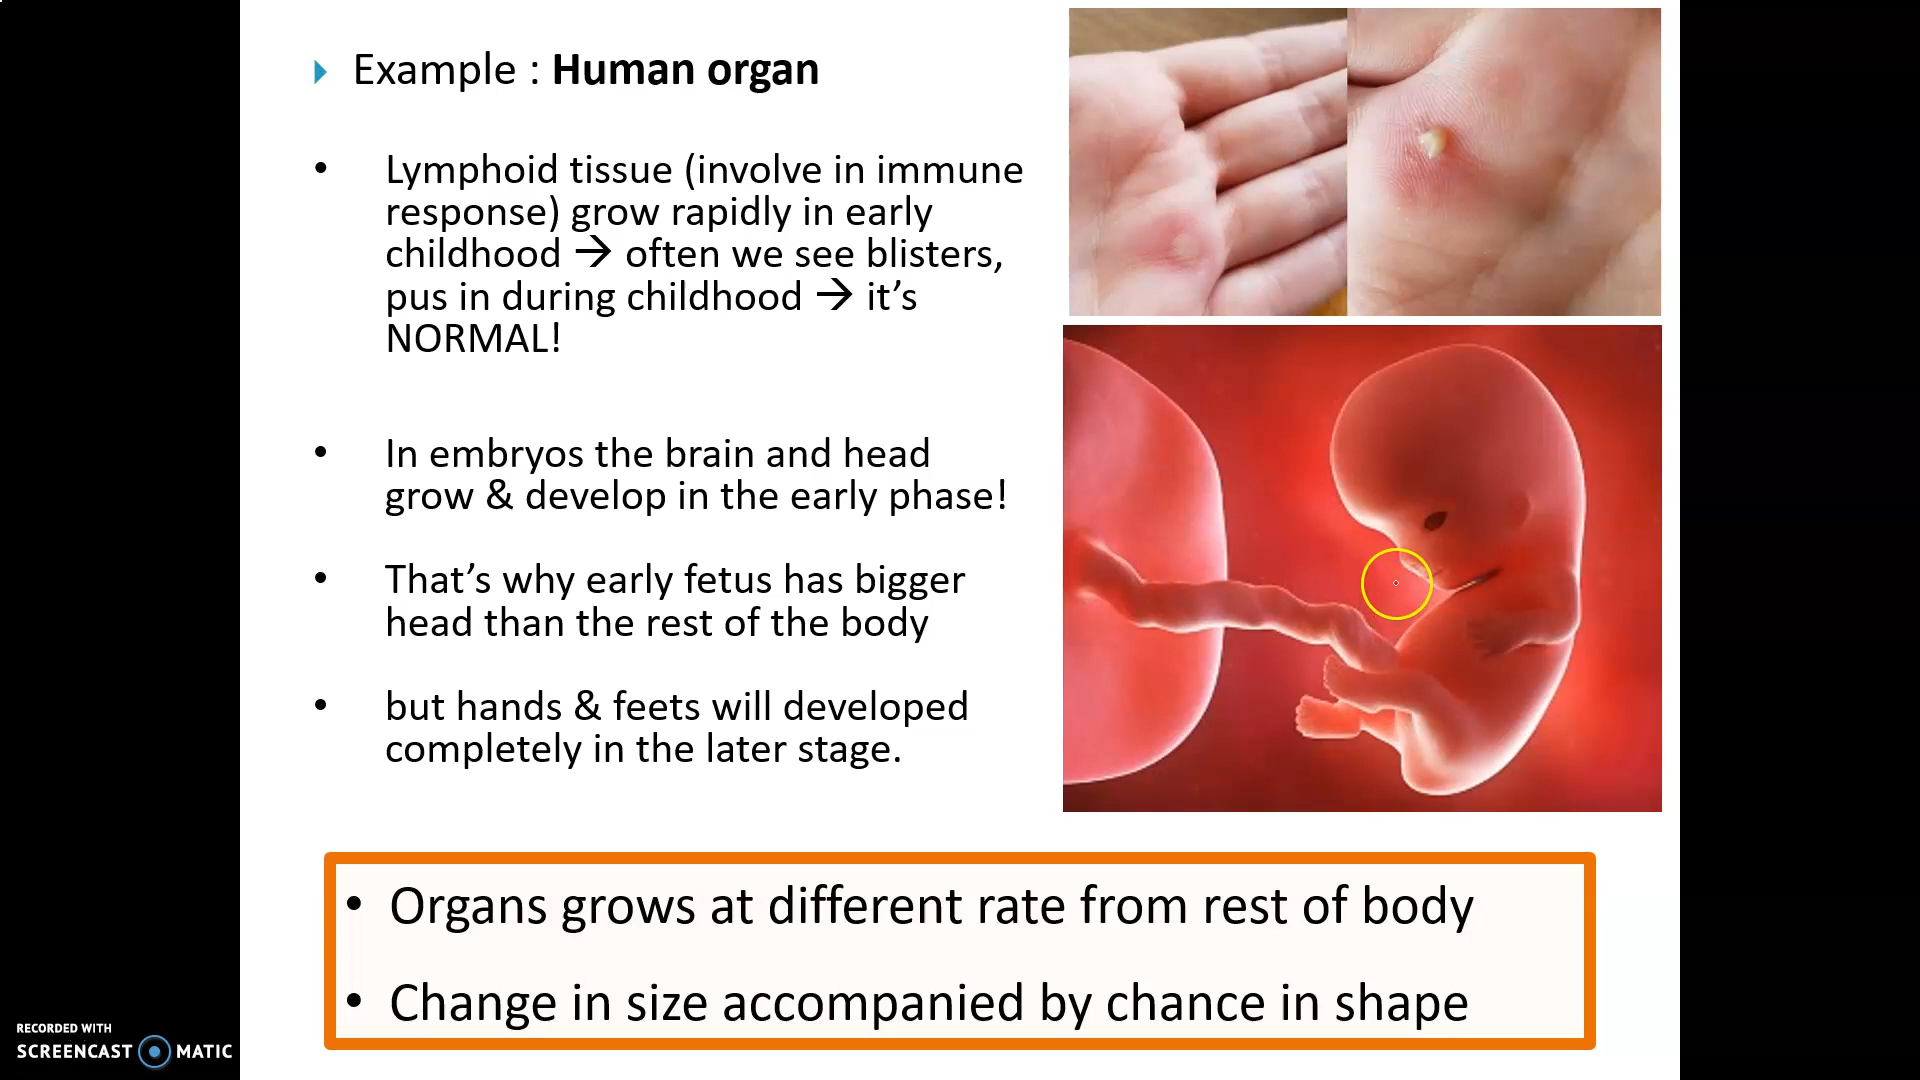 Example : Human organ
• Lymphoid tissue (involve in immune
response) grow rapidly in early
childhood → often we see blisters,
pus in during childhood → it’s
NORMAL!
• In embryos the brain and head
grow & develop in the early phase!
• That’s why early fetus has bigger
head than the rest of the body
• but hands & feets will developed
completely in the later stage.
• Organs grows at different rate from rest of body
• Change in size accompanied by chance in shape
RECORDED WITH
SCREENCAST MATIC